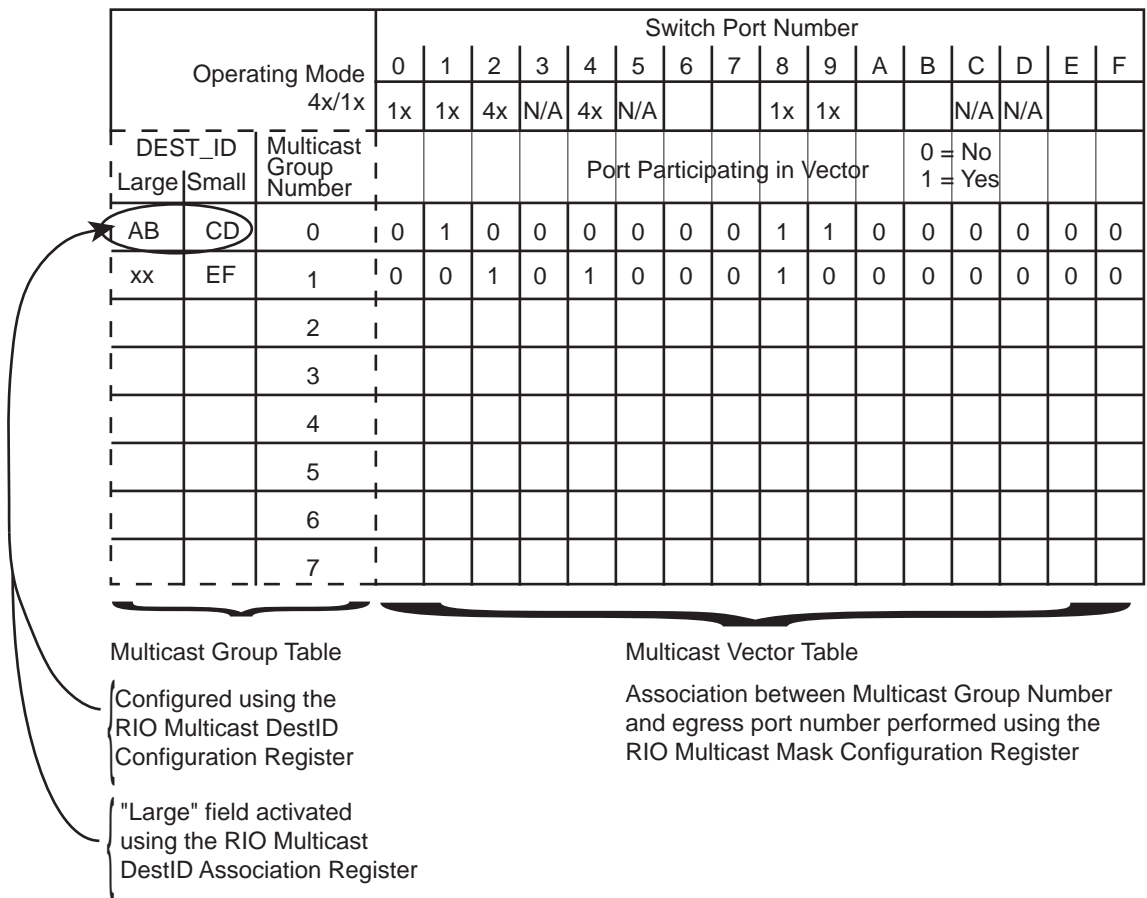 Switch Port Number
Operating Mode 4x/1x
0 1 2 3 4 5 6 7 8 9 A B C D E F
1x 1x 4x N/A 4x N/A 1x 1x N/A N/A
DEST_ID
Large Small
Multicast Group Number
Port Participating in Vector
0 = No
1 = Yes
AB CD 0 0 1 0 0 0 0 0 0 1 1 0 0 0 0 0 0
xx EF 1 0 0 1 0 1 0 0 0 1 0 0 0 0 0 0 0
2
3
4
5
6
7
Multicast Group Table
Configured using the
RIO Multicast DestID
Configuration Register
"Large" field activated
using the RIO Multicast
DestID Association Register
Multicast Vector Table
Association between Multicast Group Number
and egress port number performed using the
RIO Multicast Mask Configuration Register